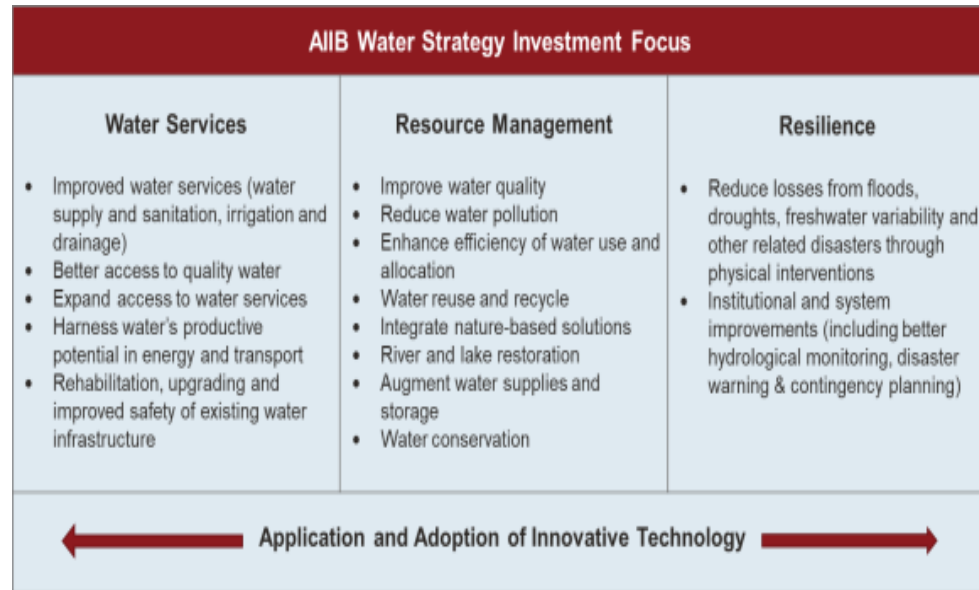 AIIB Water Strategy Investment Focus
Water Services
• Improved water services (water
supply and sanitation, irrigation and
drainage)
• Better access to quality water
• Expand access to water services
• Harness water's productive
potential in energy and transport
• Rehabilitation, upgrading and
improved safety of existing water
infrastructure
Resource Management
• Improve water quality
• Reduce water pollution
• Enhance efficiency of water use and
allocation
• Water reuse and recycle
• Integrate nature-based solutions
• River and lake restoration
• Augment water supplies and
storage
• Water conservation
Resilience
• Reduce losses from floods,
droughts, freshwater variability and
other related disasters through
physical interventions
• Institutional and system
improvements (including better
hydrological monitoring, disaster
warning & contingency planning)
Application and Adoption of Innovative Technology